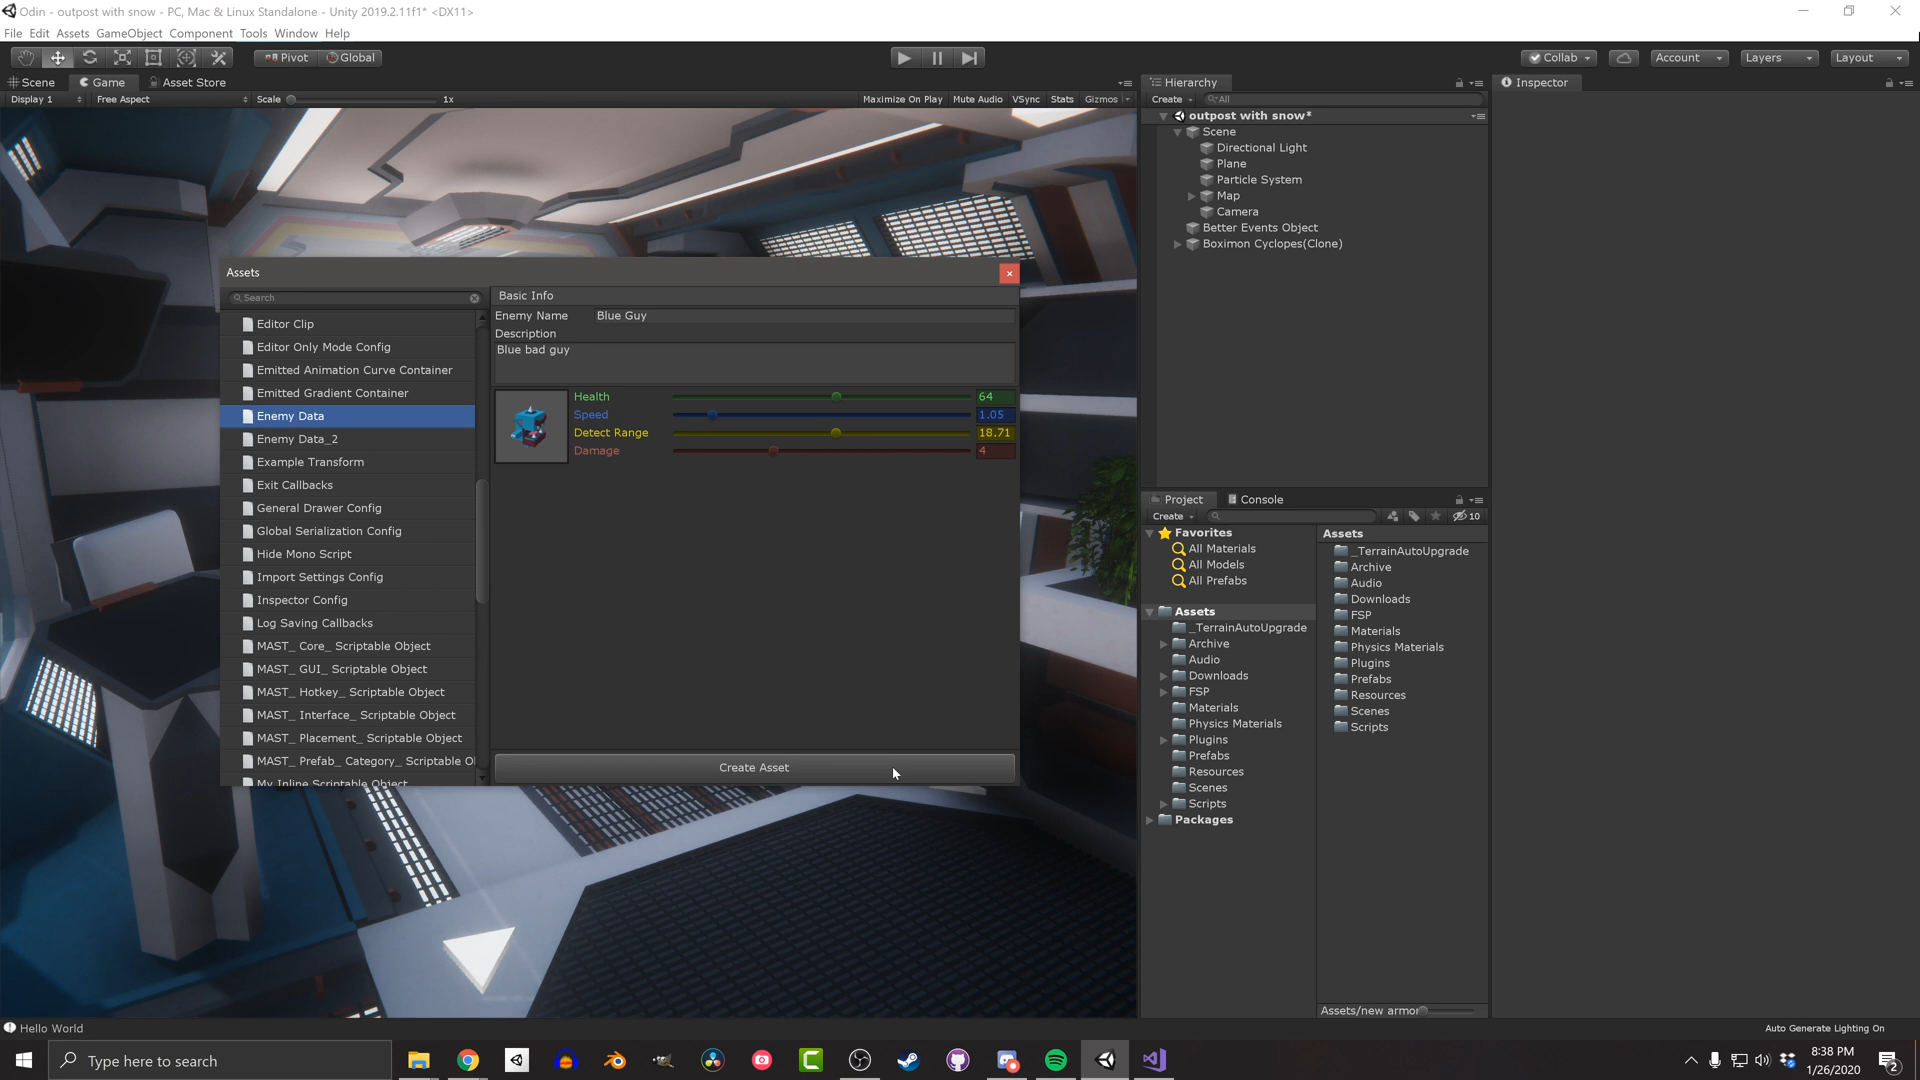 Odin - outpost with snow - PC, Mac & Linux Standalone - Unity 2019.2.11f1* <DX11>
File Edit Assets GameObject Component Tools Window Help
Pivot Global
Collab Account Layers Layout
Scene Game Asset Store
Display 1 Free Aspect Scale 1x Maximize On Play Mute Audio VSync Stats Gizmos
Assets
Search
Editor Clip
Editor Only Mode Config
Emitted Animation Curve Container
Emitted Gradient Container
Enemy Data
Enemy Data_2
Example Transform
Exit Callbacks
General Drawer Config
Global Serialization Config
Hide Mono Script
Import Settings Config
Inspector Config
Log Saving Callbacks
MAST_ Core_ Scriptable Object
MAST_ GUI_ Scriptable Object
MAST_ Hotkey_ Scriptable Object
MAST_ Interface_ Scriptable Object
MAST_ Placement_ Scriptable Object
MAST_ Prefab_ Category_ Scriptable O
My Inline Scriptable Object
Basic Info
Enemy Name Blue Guy
Description
Blue bad guy
Health 64
Speed 1.05
Detect Range 18.71
Damage 4
Create Asset
Hierarchy
Create All
outpost with snow*
Scene
Directional Light
Plane
Particle System
Map
Camera
Better Events Object
Boximon Cyclopes(Clone)
Inspector
Project Console
Create 10
Favorites
All Materials
All Models
All Prefabs
Assets
_TerrainAutoUpgrade
Archive
Audio
Downloads
FSP
Materials
Physics Materials
Plugins
Prefabs
Resources
Scenes
Scripts
Packages
Assets
_TerrainAutoUpgrade
Archive
Audio
Downloads
FSP
Materials
Physics Materials
Plugins
Prefabs
Resources
Scenes
Scripts
Assets/new armor
Hello World
Auto Generate Lighting On
Type here to search
8:38 PM
1/26/2020
2